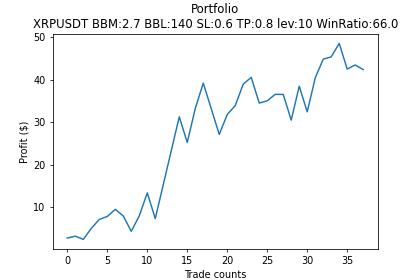 Portfolio
XRPUSDT BBM:2.7 BBL:140 SL:0.6 TP:0.8 lev:10 WinRatio:66.0
50
40
30
20
10
Profit ($)
0 5 10 15 20 25 30 35
Trade counts